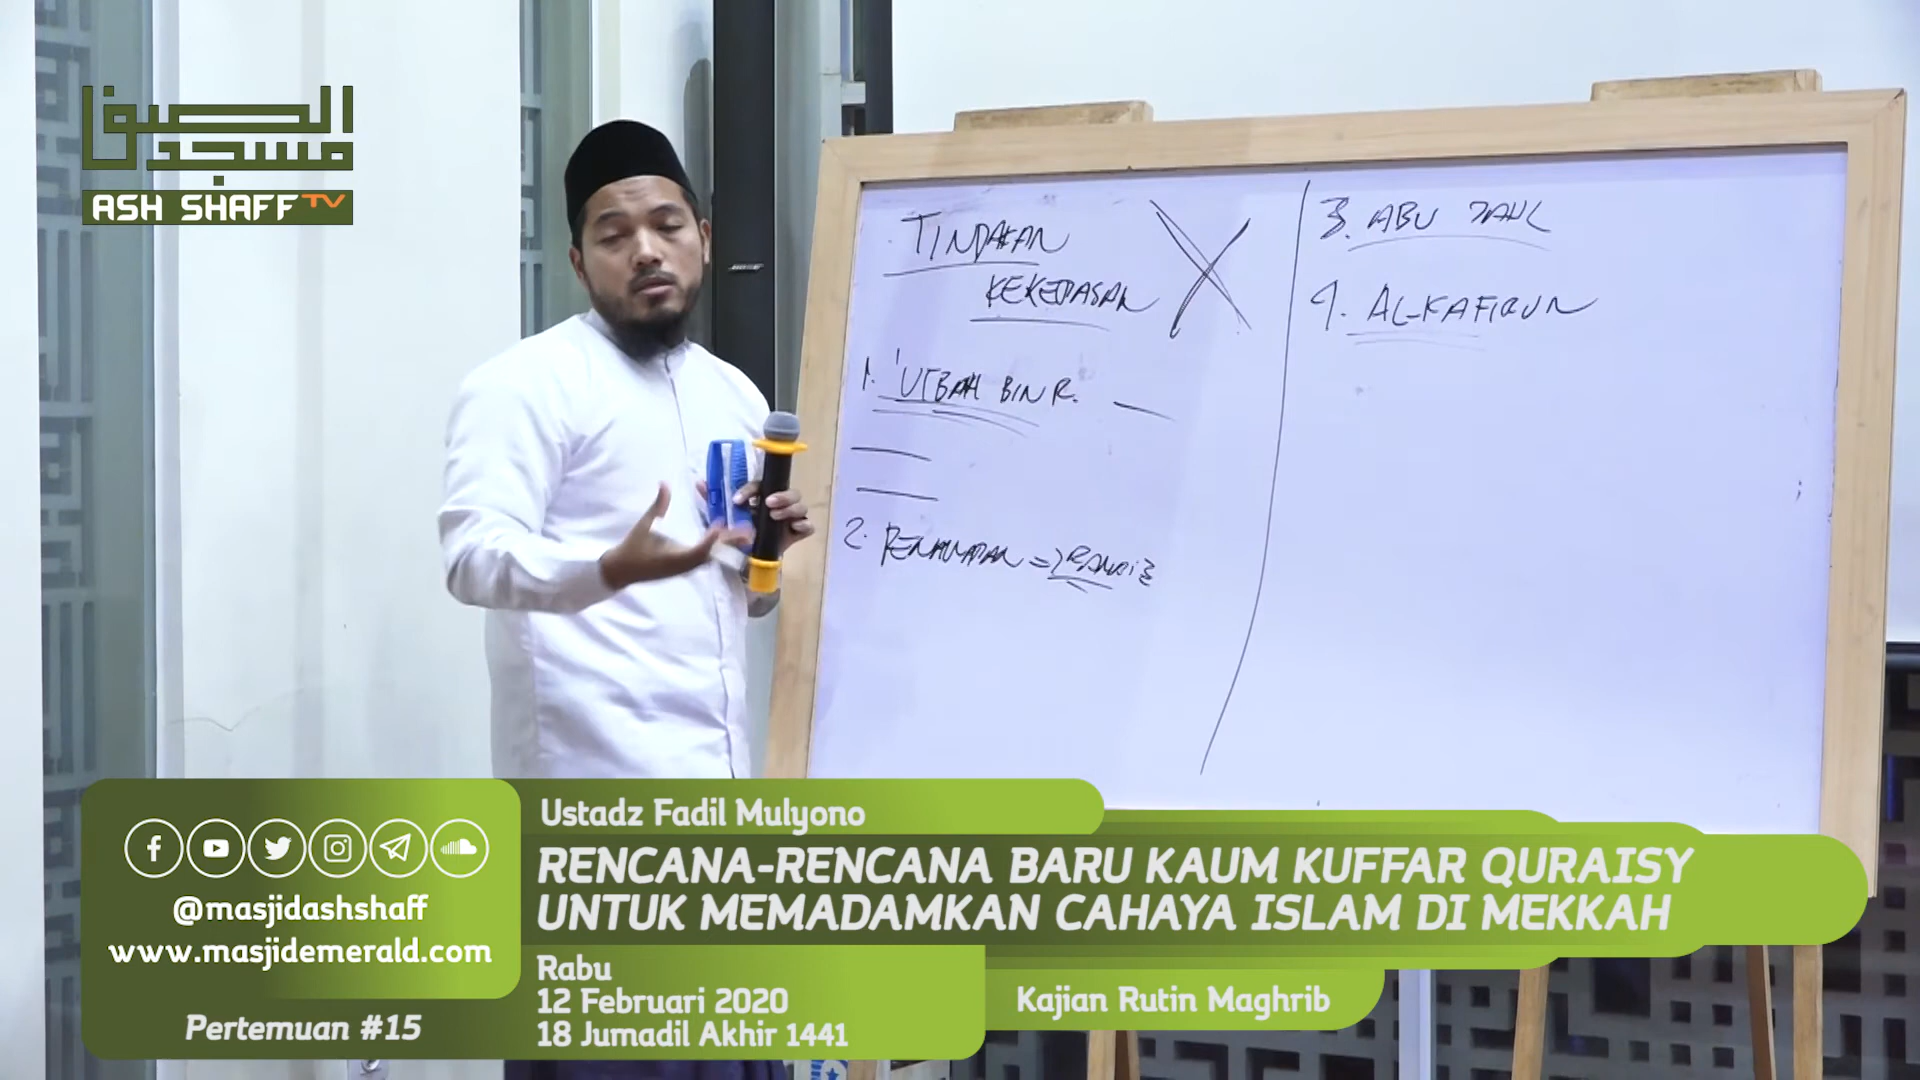 الصف
مسجد
ASH SHAFF TV
TINDAKAN
KEKERASAN
1. 'UTBAH BIN R.
2. PENAWARAN =>
3. ABU JAHL
4. AL-KAFIRUN
Ustadz Fadil Mulyono
RENCANA-RENCANA BARU KAUM KUFFAR QURAISY
UNTUK MEMADAMKAN CAHAYA ISLAM DI MEKKAH
@masjidashshaff
www.masjidemerald.com
Pertemuan #15
Rabu
12 Februari 2020
18 Jumadil Akhir 1441
Kajian Rutin Maghrib